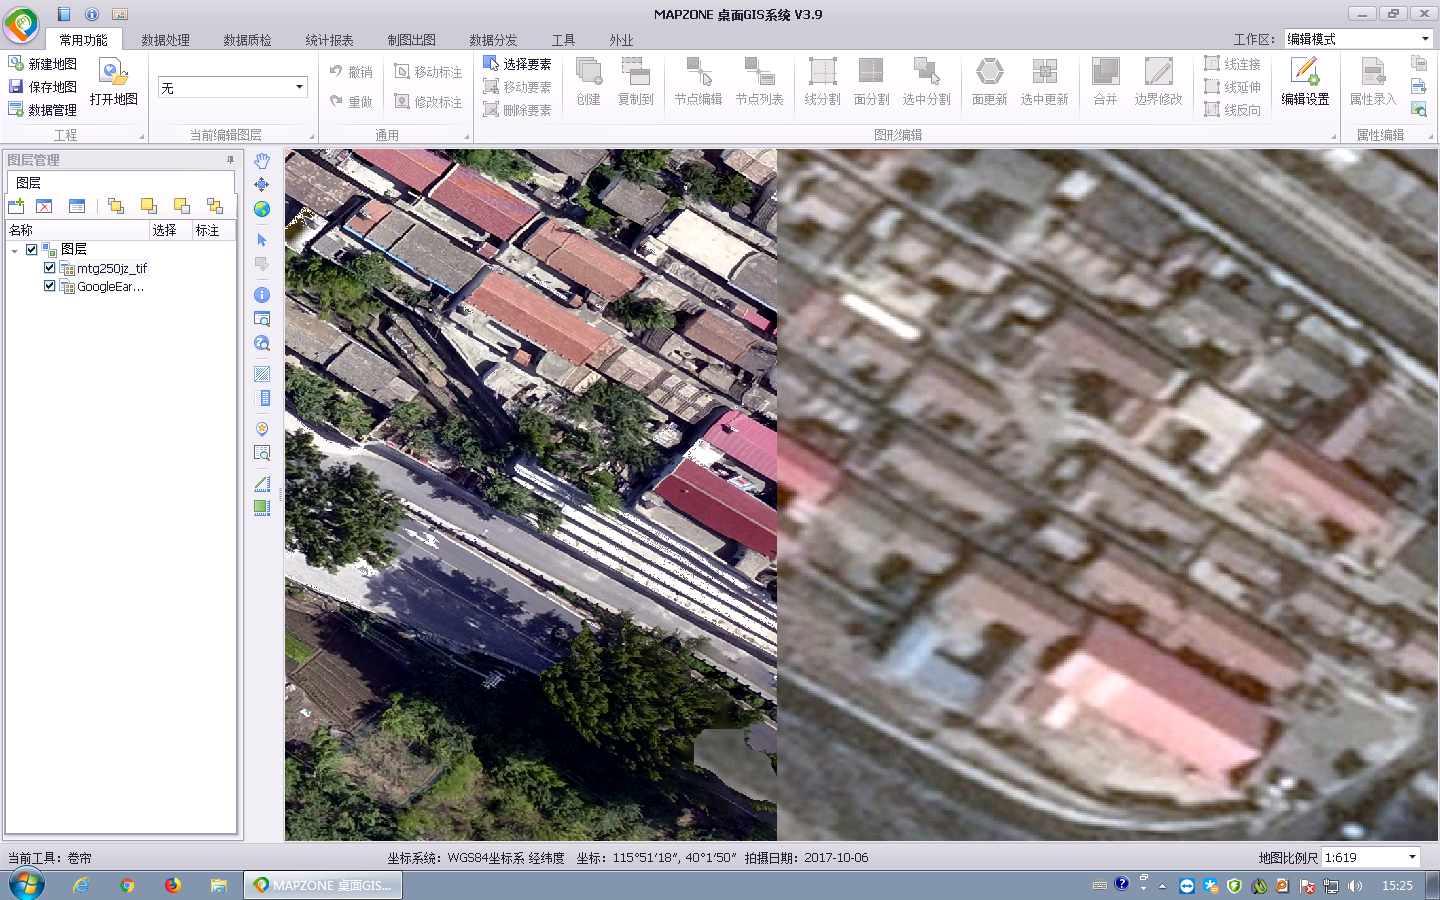 MAPZONE 桌面GIS系统 V3.9
常用功能 数据处理 数据质检 统计报表 制图出图 数据分发 工具 外业 工作区： 编辑模式
新建地图
保存地图
数据管理
打开地图
工程
无
当前编辑图层
撤销
重做
移动标注
修改标注
通用
选择要素
移动要素
删除要素
创建 复制到 节点编辑 节点列表 线分割 面分割 选中分割 面更新 选中更新 合并 边界修改
线连接
线延伸
线反向
编辑设置
图形编辑
属性录入
属性编辑
图层管理
图层
名称 选择 标注
图层
mtg250jz_tif
GoogleEar...
当前工具：卷帘 坐标系统：WGS84坐标系 经纬度 坐标：115°51′18″, 40°1′50″ 拍摄日期：2017-10-06 地图比例尺 1:619
MAPZONE 桌面GIS... 15:25